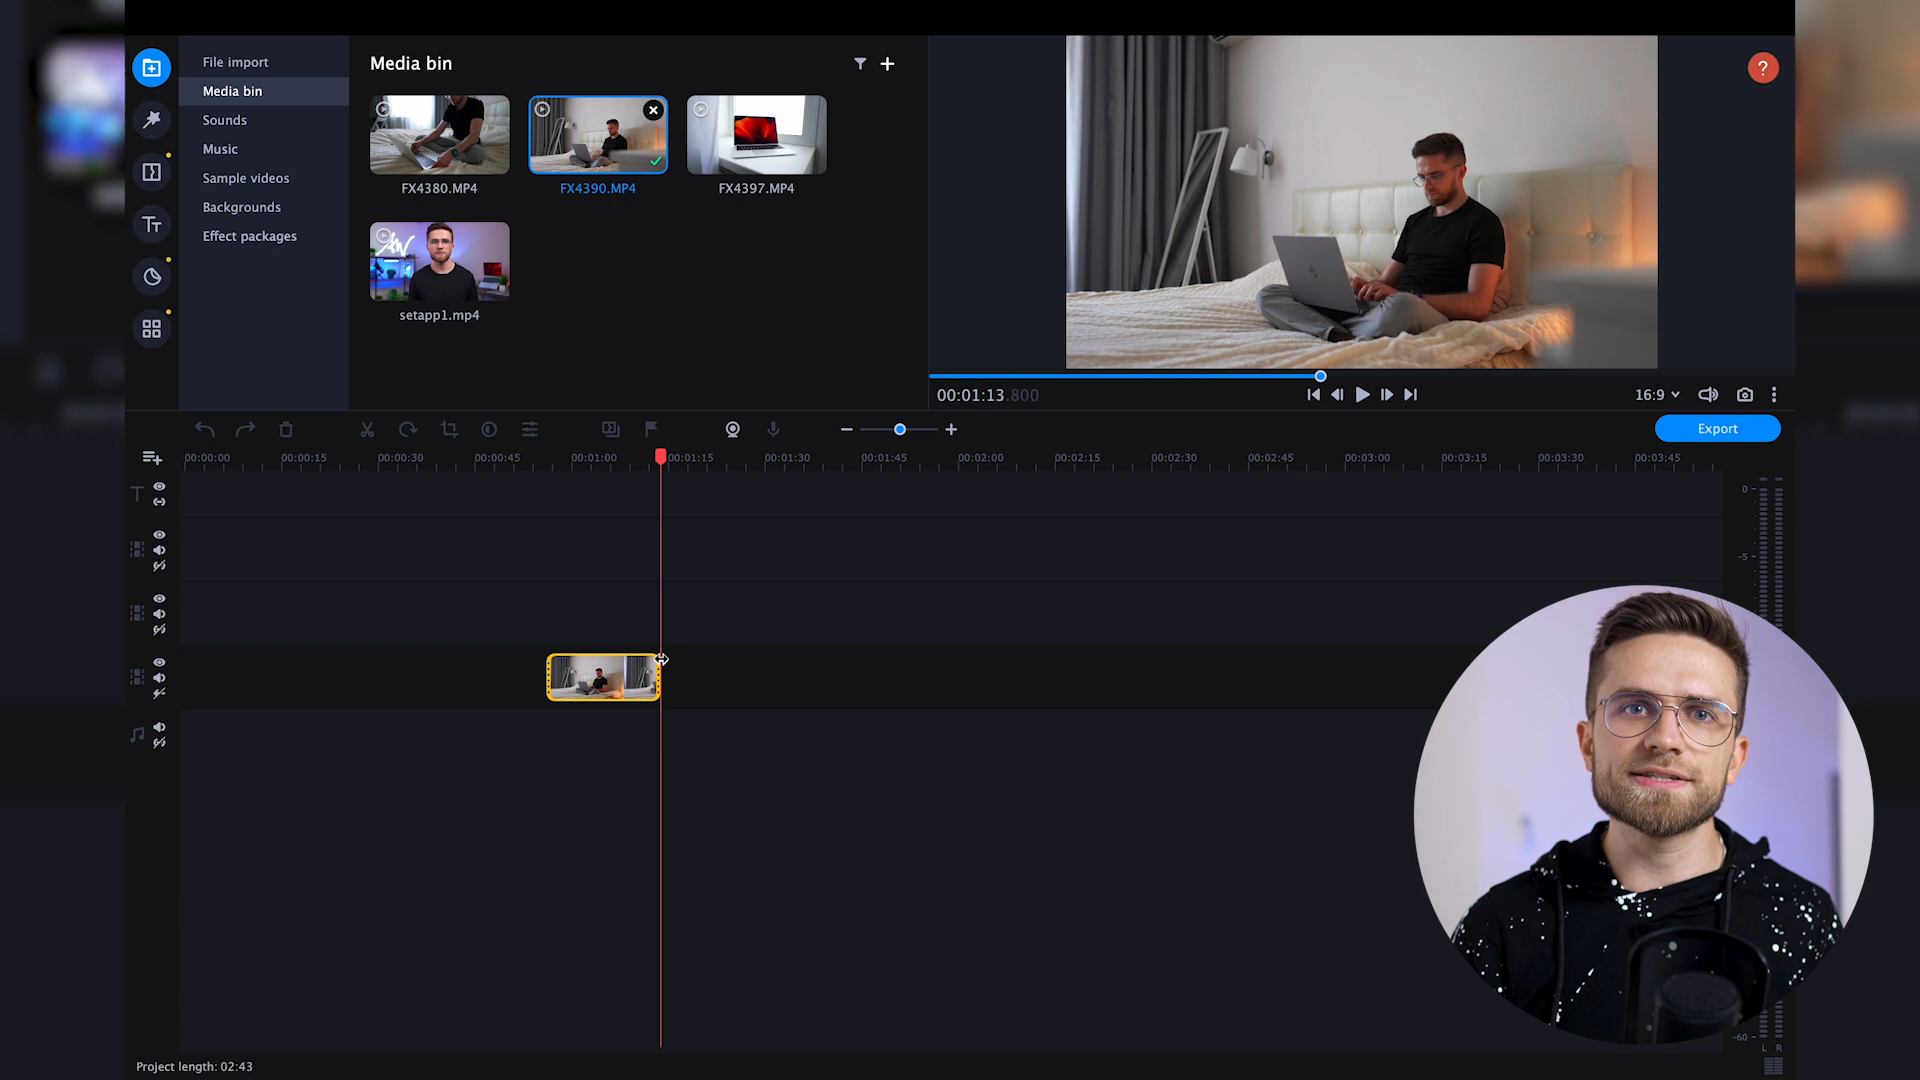 File import
Media bin
Sounds
Music
Sample videos
Backgrounds
Effect packages
Media bin
FX4380.MP4
FX4390.MP4
FX4397.MP4
setapp1.mp4
?
00:01:13.800
16:9
Export
00:00:00 00:00:15 00:00:30 00:00:45 00:01:00 00:01:15 00:01:30 00:01:45 00:02:00 00:02:15 00:02:30 00:02:45 00:03:00 00:03:15 00:03:30 00:03:45
0
-5
-60
L R
Project length: 02:43